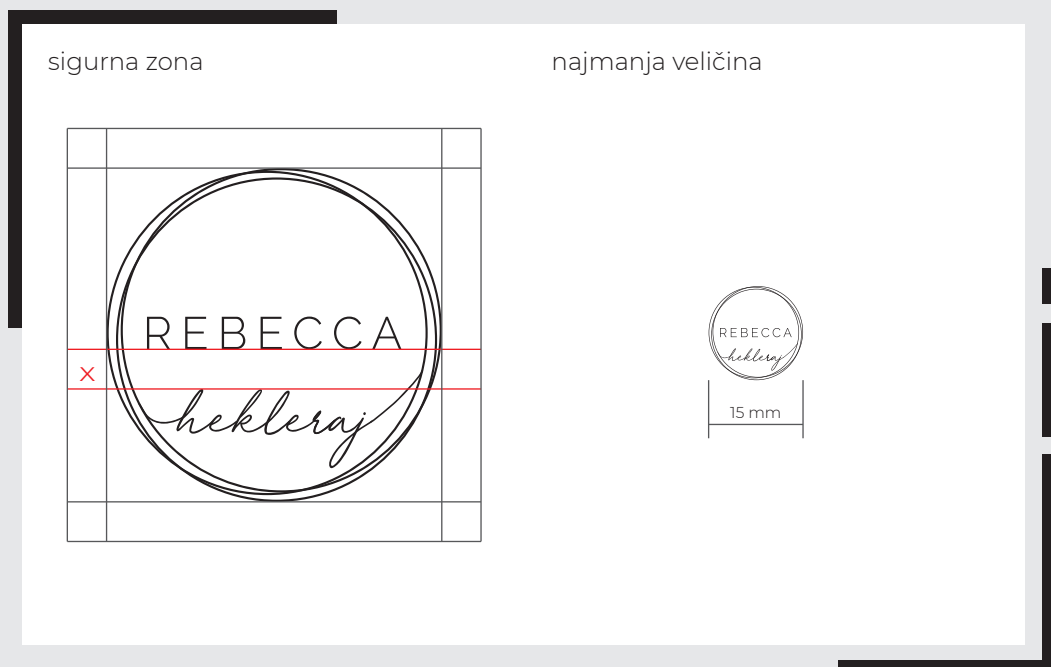 sigurna zona
najmanja veličina
REBECCA
x
hekleraj
REBECCA
hekleraj
15 mm